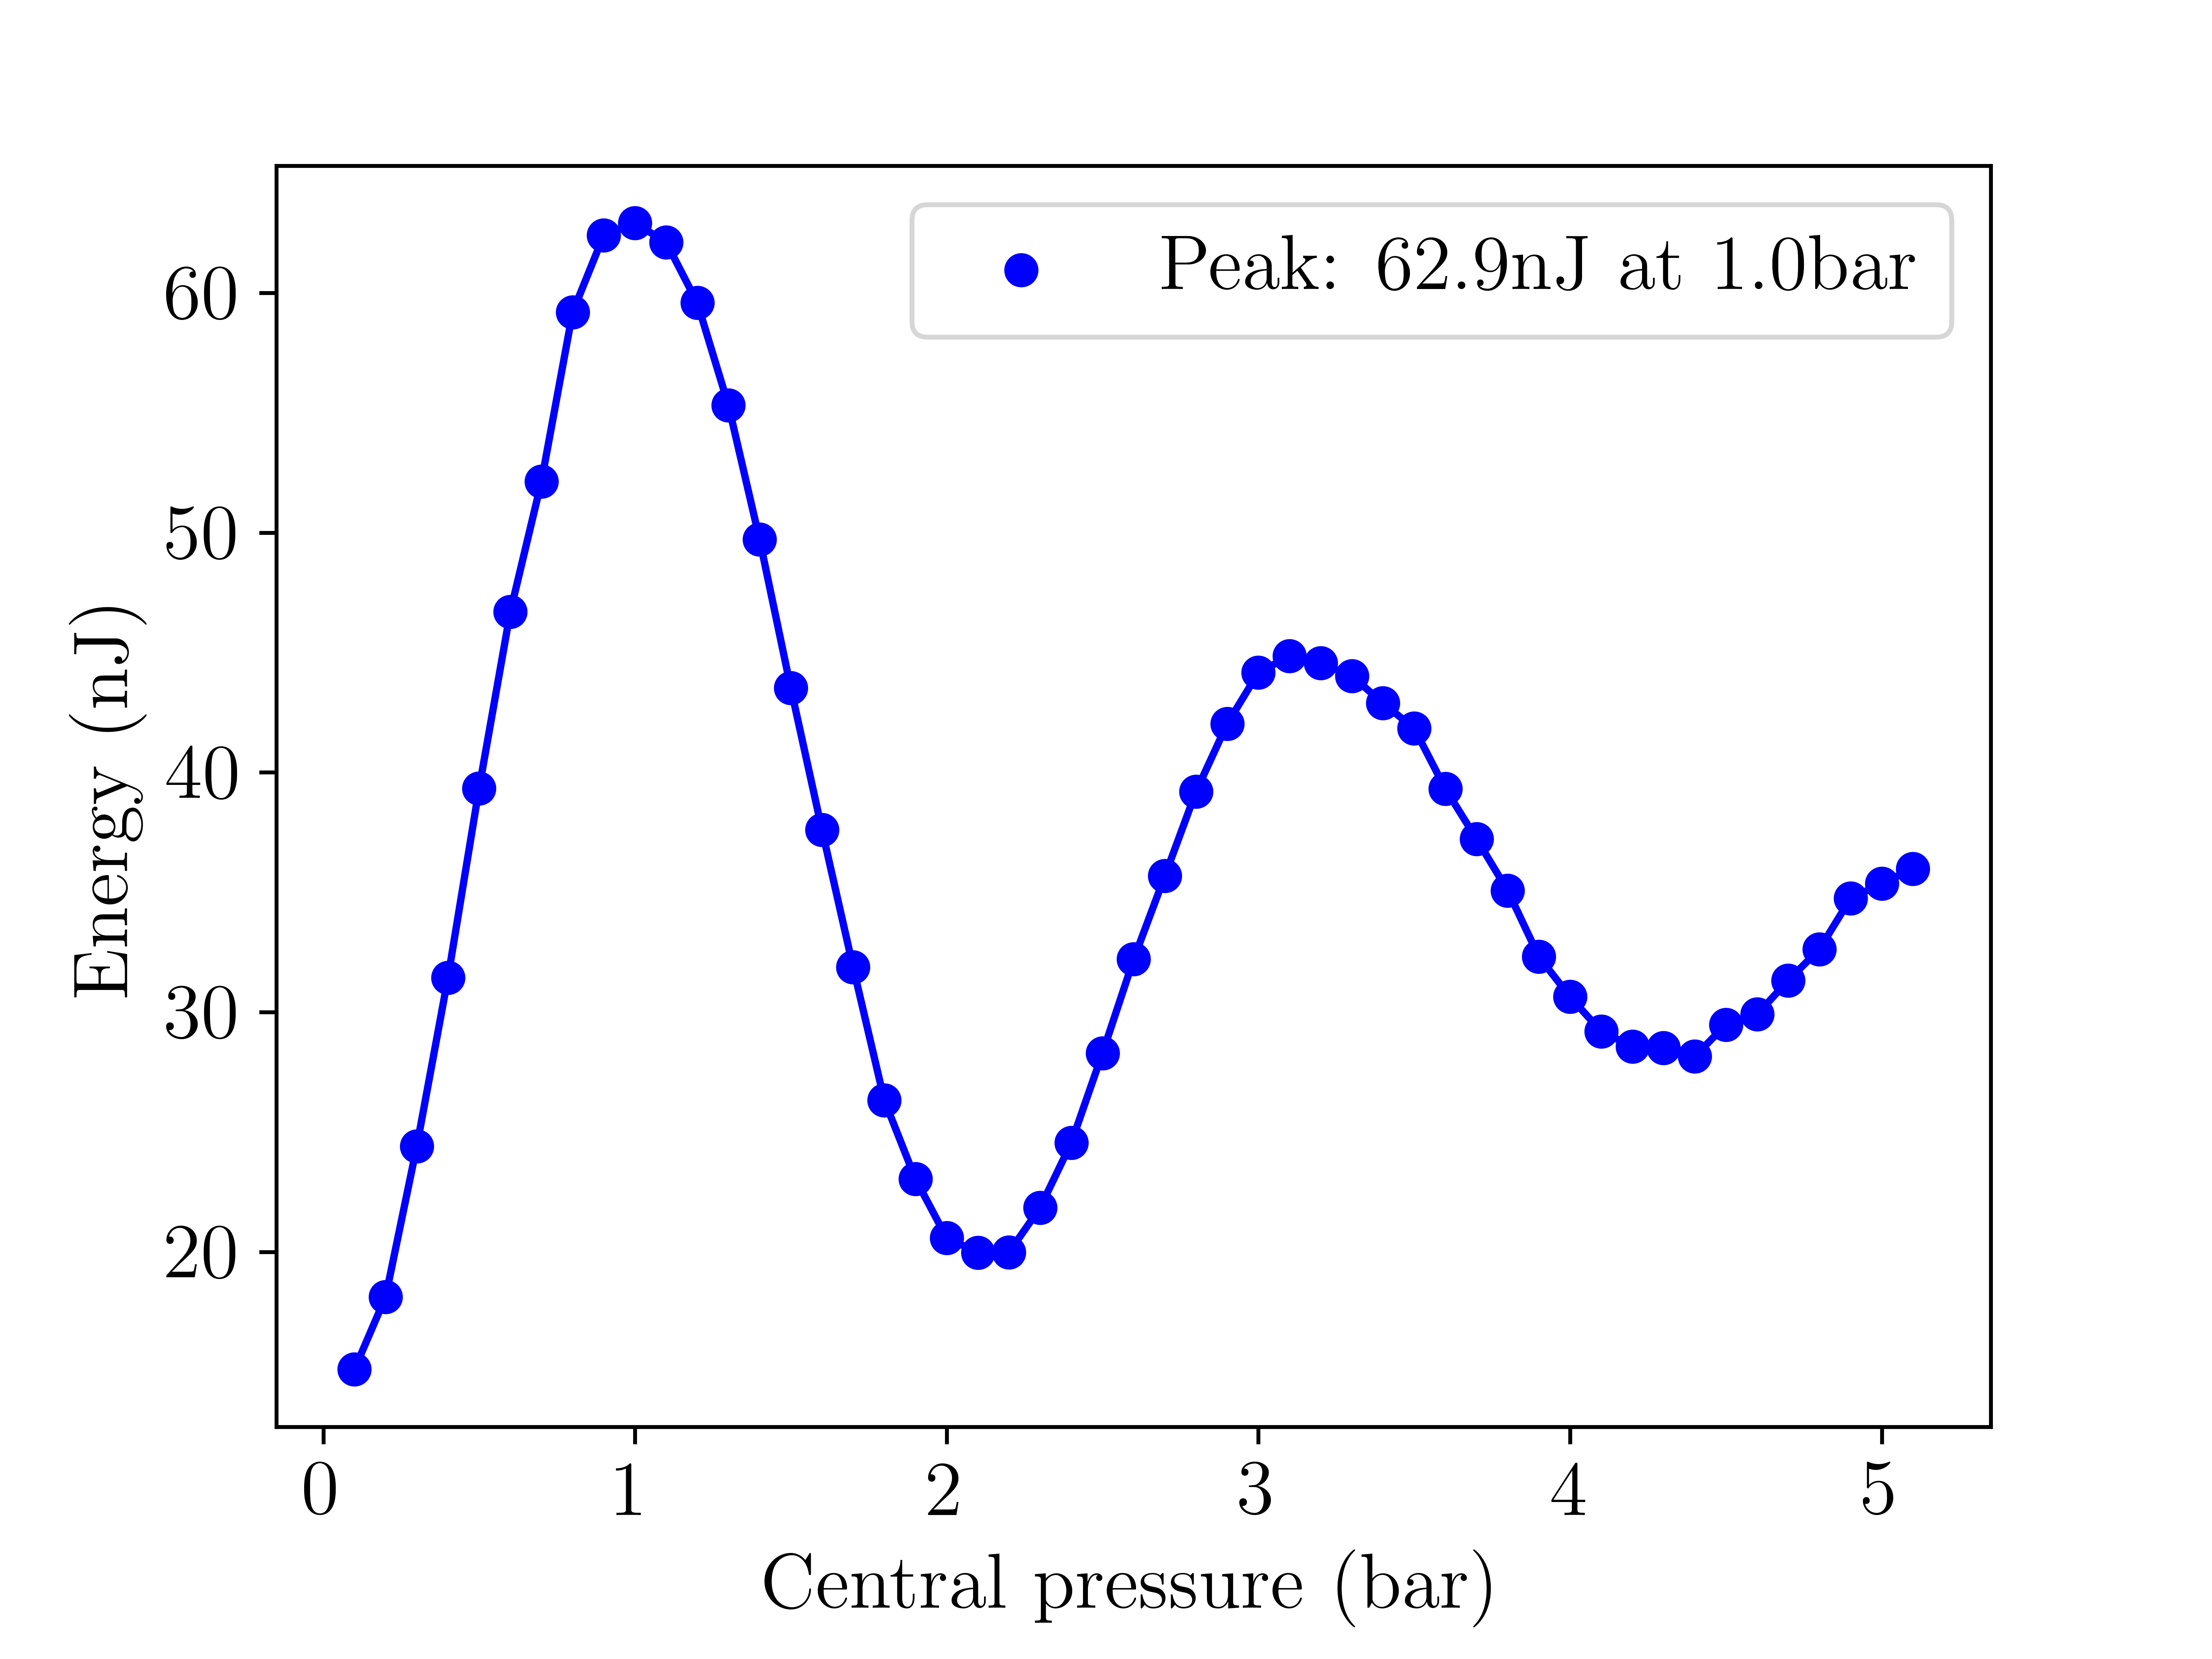 Peak: 62.9nJ at 1.0bar
60
50
40
30
20
Energy (nJ)
0 1 2 3 4 5
Central pressure (bar)